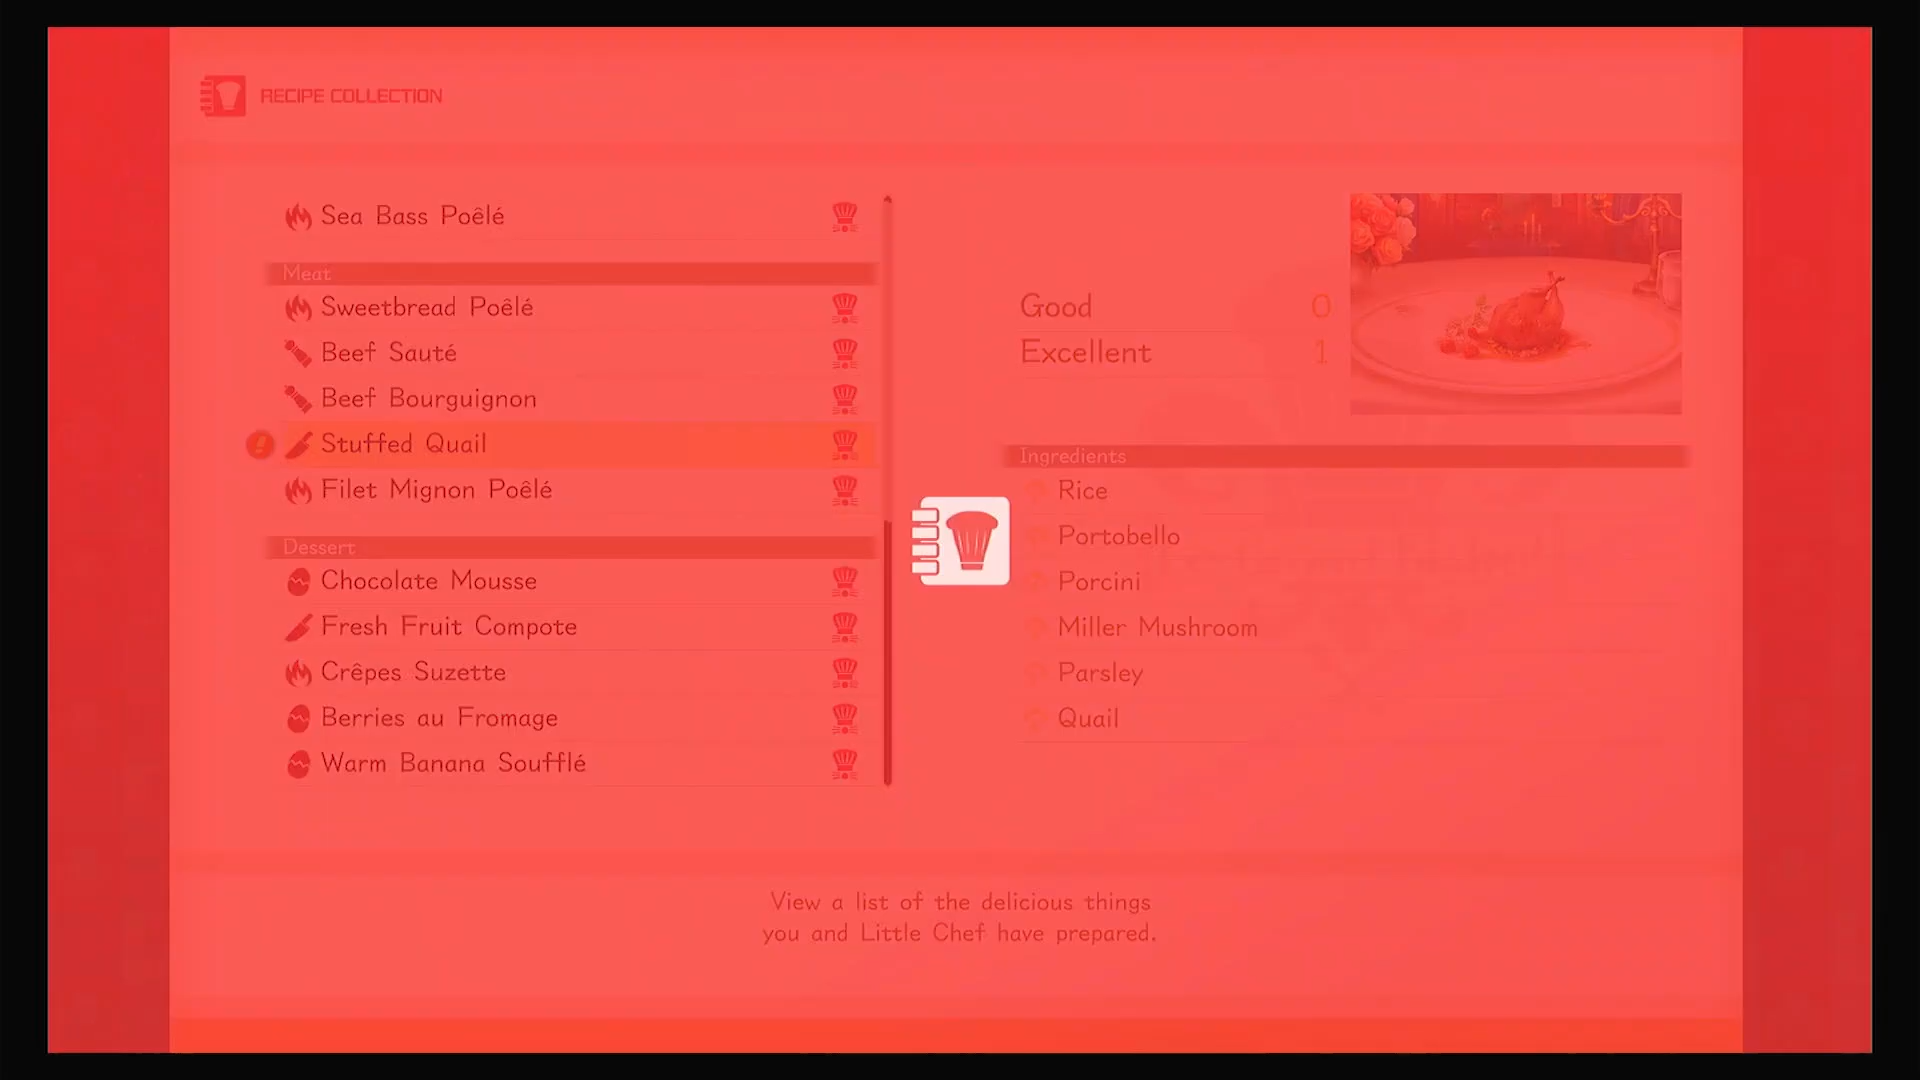 RECIPE COLLECTION
Sea Bass Poêlé
Meat
Sweetbread Poêlé
Beef Sauté
Beef Bourguignon
Stuffed Quail
Filet Mignon Poêlé
Dessert
Chocolate Mousse
Fresh Fruit Compote
Crêpes Suzette
Berries au Fromage
Warm Banana Soufflé
Good 0
Excellent 1
Ingredients
Rice
Portobello
Porcini
Miller Mushroom
Parsley
Quail
View a list of the delicious things
you and Little Chef have prepared.